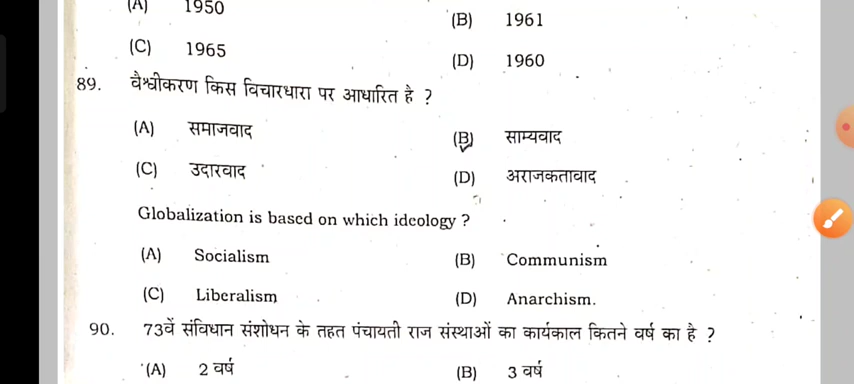 (A) 1950 (B) 1961
(C) 1965 (D) 1960
89. वैश्वीकरण किस विचारधारा पर आधारित है ?
(A) समाजवाद (B) साम्यवाद
(C) उदारवाद (D) अराजकतावाद
Globalization is based on which ideology ?
(A) Socialism (B) Communism
(C) Liberalism (D) Anarchism.
90. 73वें संविधान संशोधन के तहत पंचायती राज संस्थाओं का कार्यकाल कितने वर्ष का है ?
(A) 2 वर्ष (B) 3 वर्ष